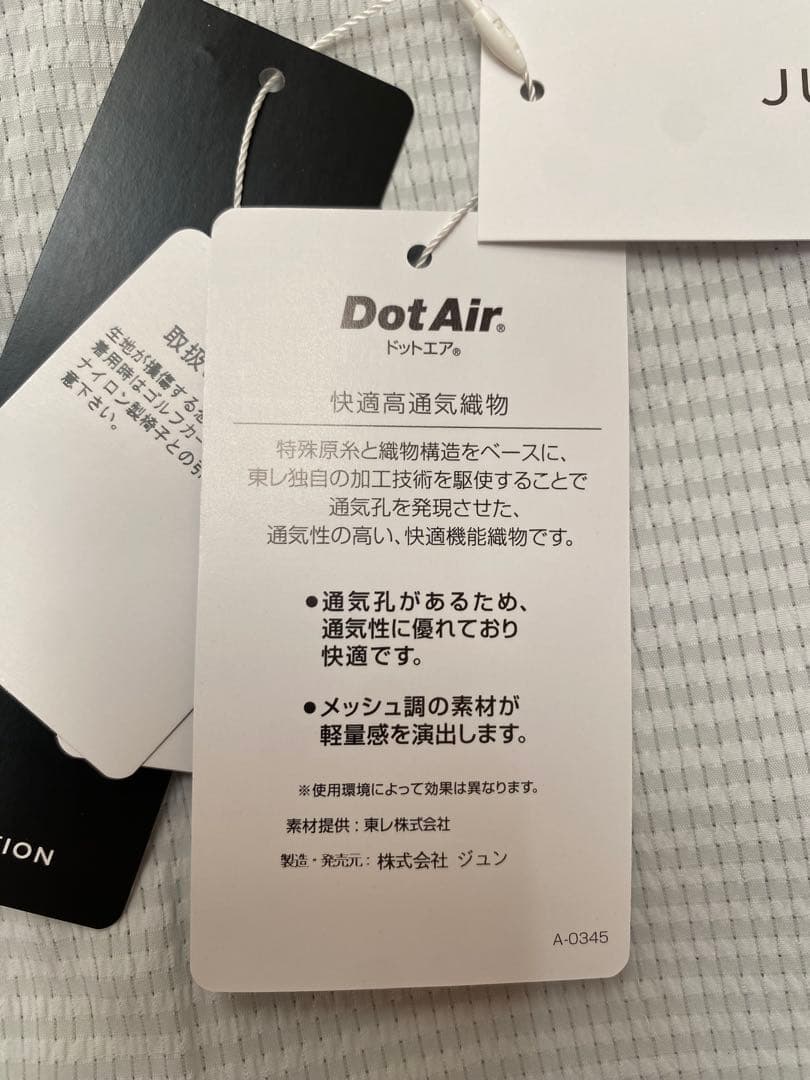 JU
Dot Air®
ドットエア®
快適高通気織物
特殊原糸と織物構造をベースに、
東レ独自の加工技術を駆使することで
通気孔を発現させた、
通気性の高い、快適機能織物です。
●通気孔があるため、
通気性に優れており
快適です。
●メッシュ調の素材が
軽量感を演出します。
※使用環境によって効果は異なります。
素材提供：東レ株式会社
製造・発売元：株式会社 ジュン
A-0345
取扱
生地が損傷する恐
着用時はゴルフカー
ナイロン製椅子との引
意下さい。
TION